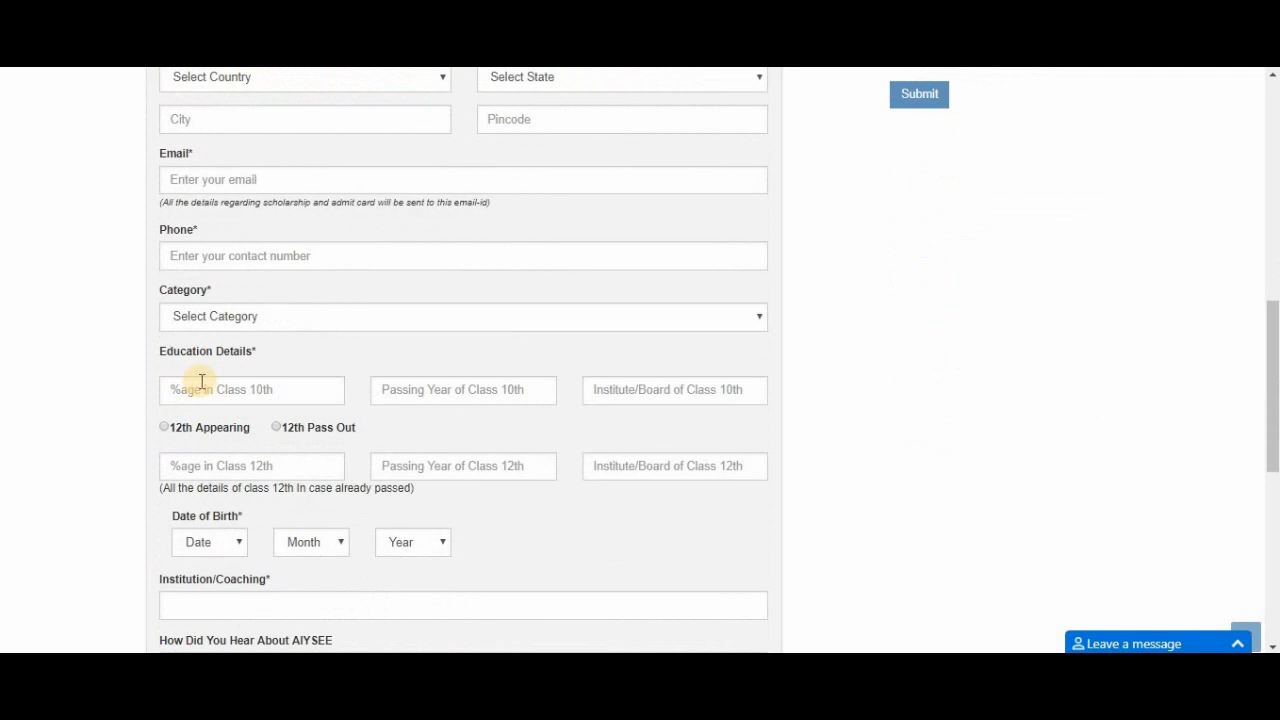 Select Country
Select State
Submit
City
Pincode
Email*
Enter your email
(All the details regarding scholarship and admit card will be sent to this email-id)
Phone*
Enter your contact number
Category*
Select Category
Education Details*
%age in Class 10th
Passing Year of Class 10th
Institute/Board of Class 10th
12th Appearing
12th Pass Out
%age in Class 12th
Passing Year of Class 12th
Institute/Board of Class 12th
(All the details of class 12th In case already passed)
Date of Birth*
Date
Month
Year
Institution/Coaching*
How Did You Hear About AIYSEE
Leave a message